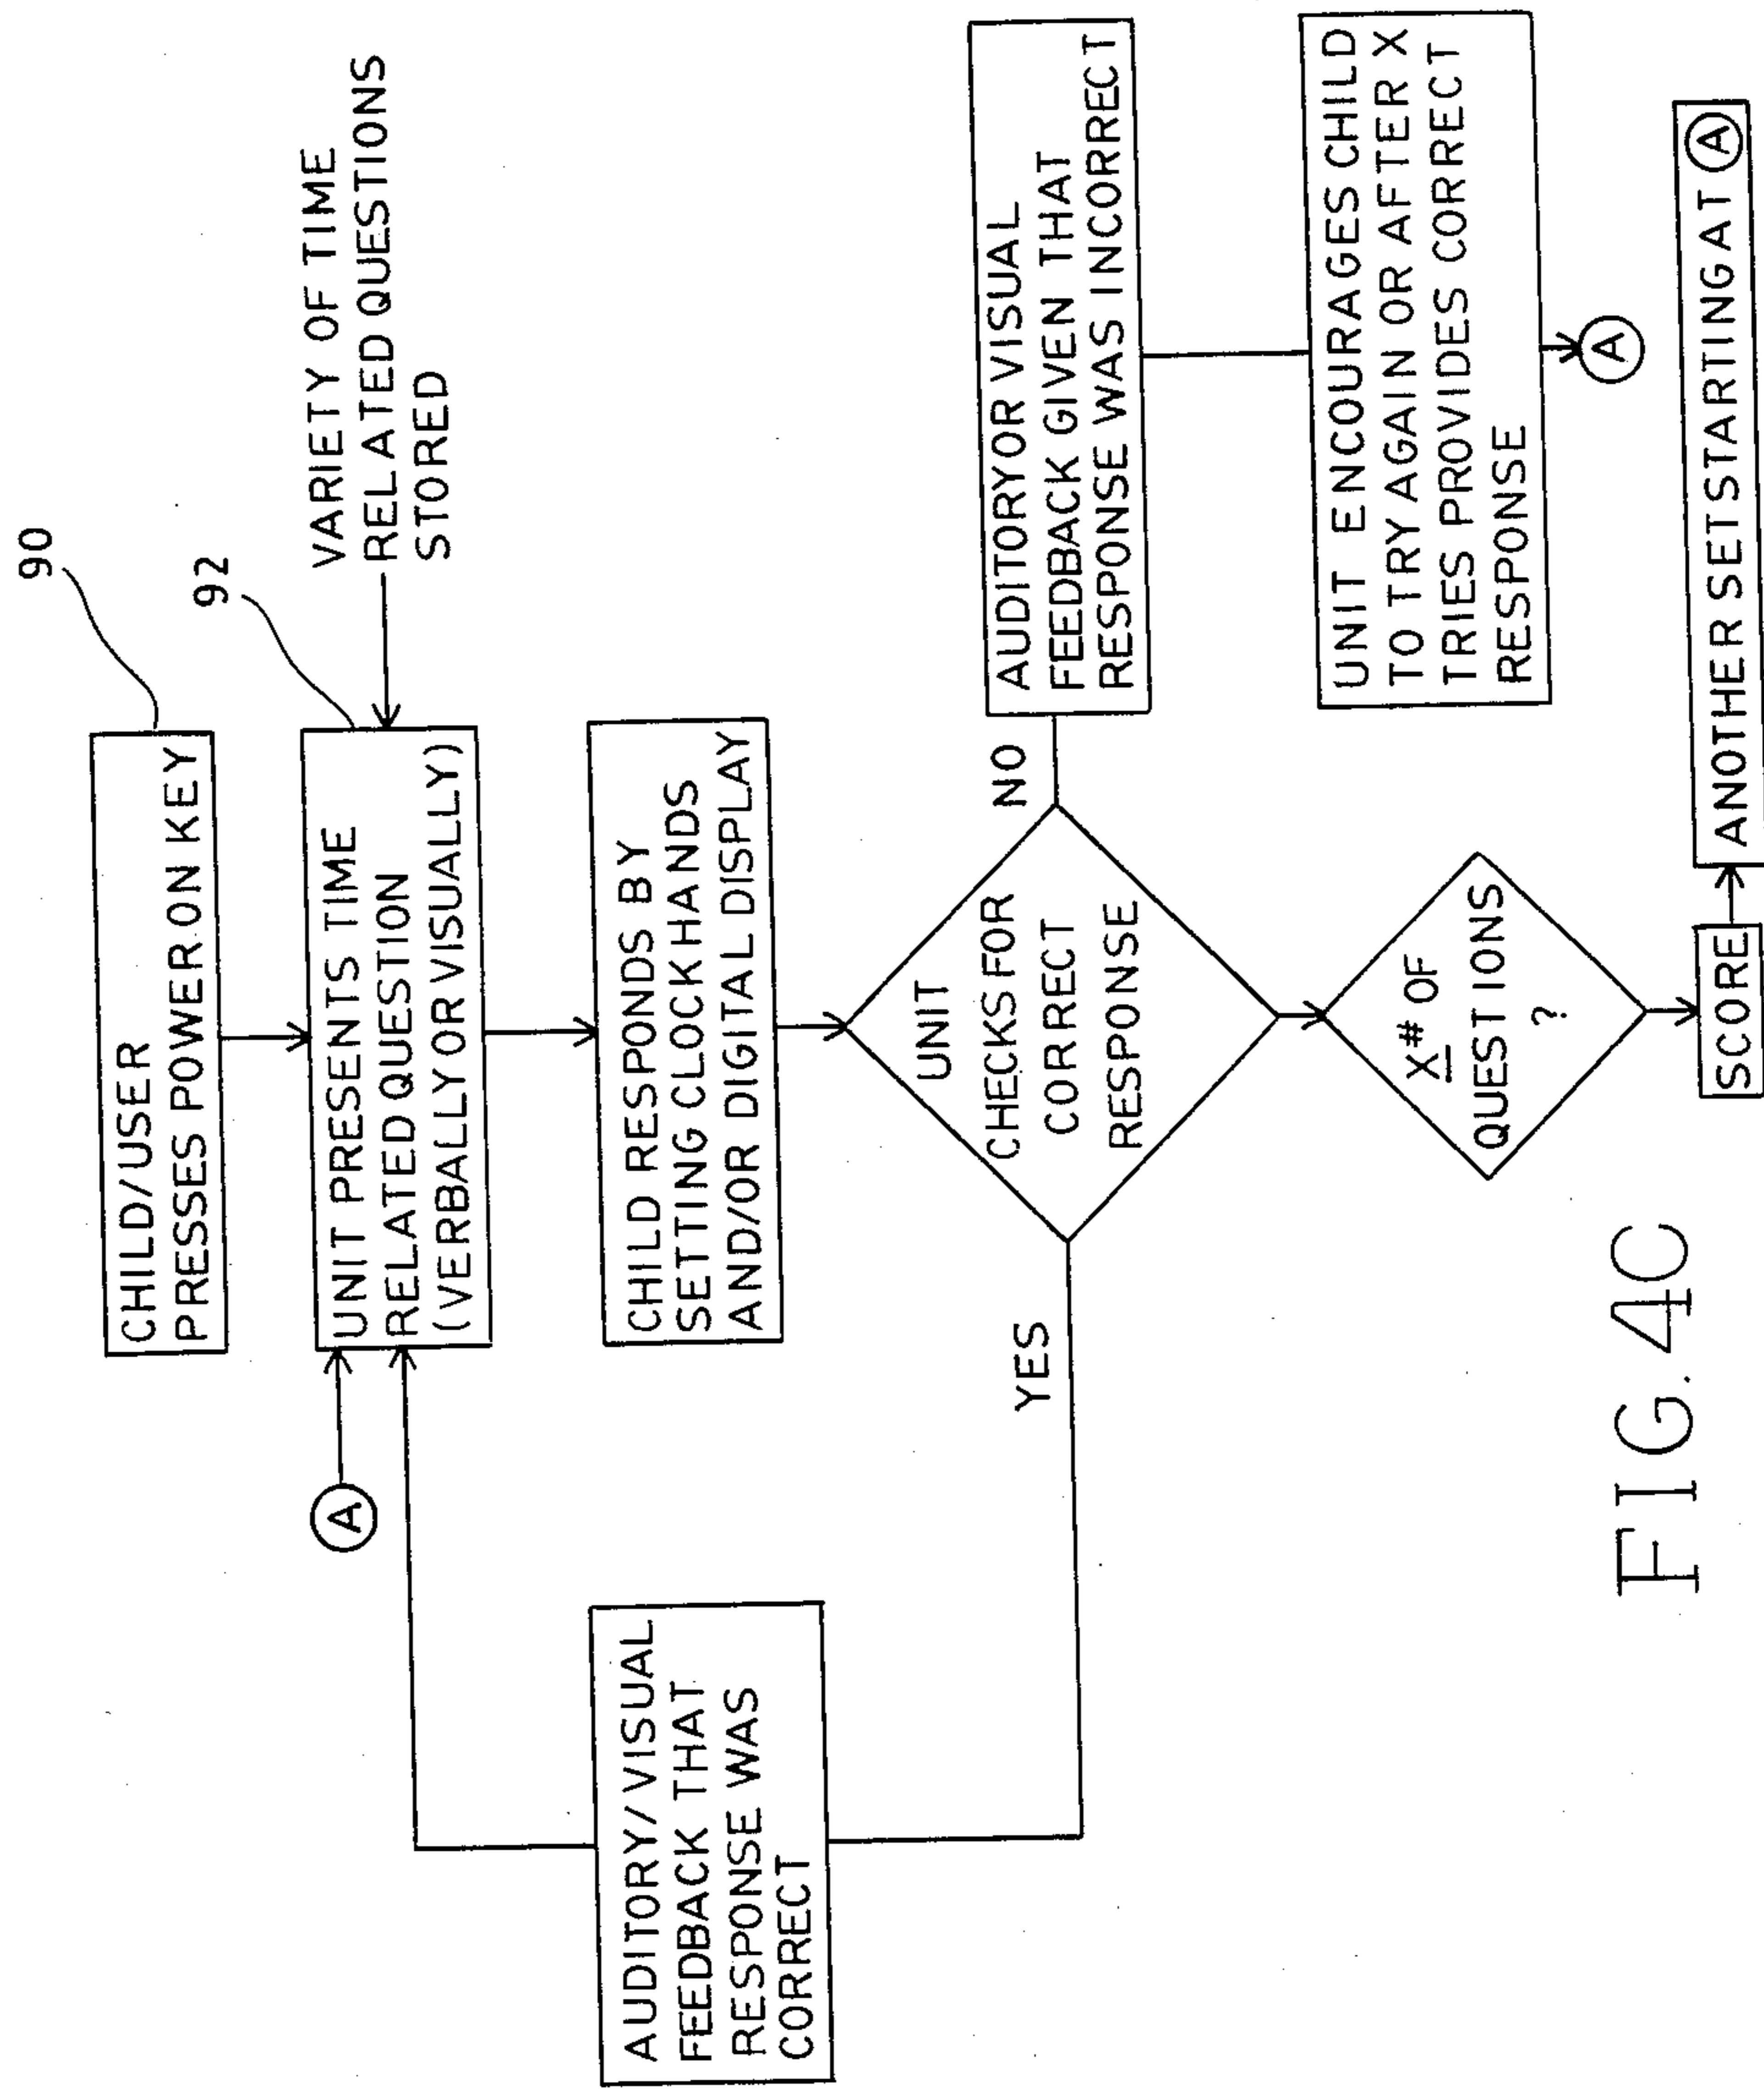 90
CHILD/USER
PRESSES POWER ON KEY
92
VARIETY OF TIME
RELATED QUESTIONS
STORED
A
UNIT PRESENTS TIME
RELATED QUESTION
(VERBALLY OR VISUALLY)
CHILD RESPONDS BY
SETTING CLOCK HANDS
AND/OR DIGITAL DISPLAY
AUDITORY/VISUAL
FEEDBACK THAT
RESPONSE WAS
CORRECT
YES
UNIT
CHECKS FOR
CORRECT
RESPONSE
NO
AUDITORY OR VISUAL
FEEDBACK GIVEN THAT
RESPONSE WAS INCORRECT
UNIT ENCOURAGES CHILD
TO TRY AGAIN OR AFTER X
TRIES PROVIDES CORRECT
RESPONSE
A
X# OF
QUESTIONS
?
SCORE
ANOTHER SET STARTING AT A
FIG. 4C